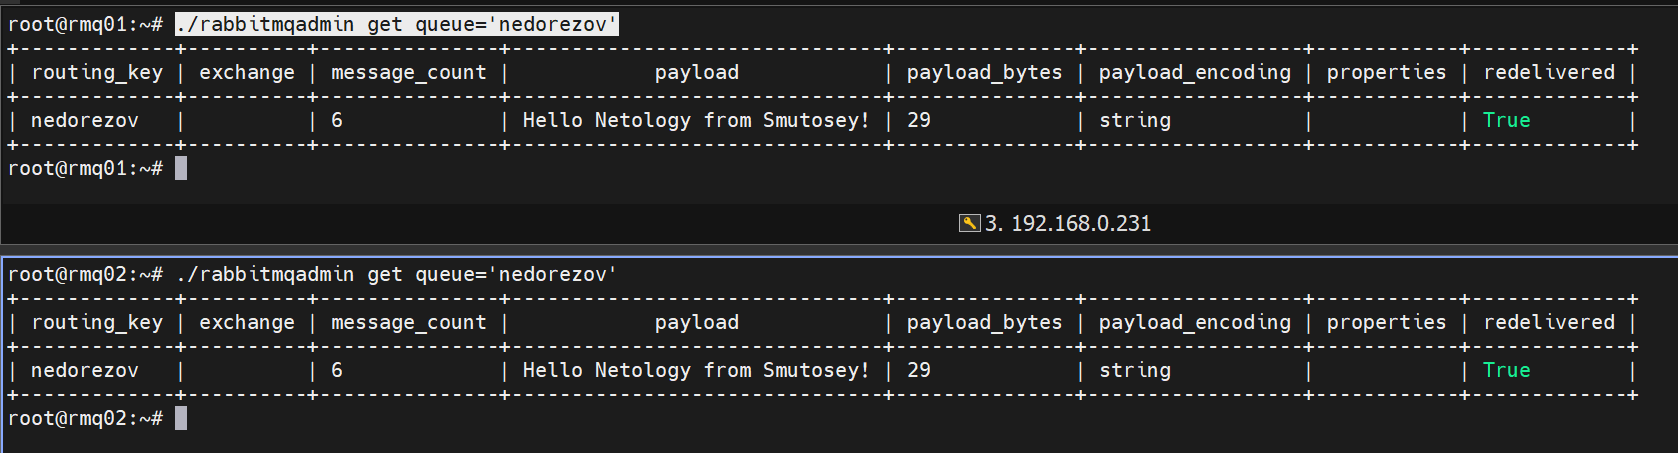 root@rmq01:~# ./rabbitmqadmin get queue='nedorezov'
+-------------+----------+---------------+-------------------------------+---------------+------------------+------------+-------------+
| routing_key | exchange | message_count |            payload            | payload_bytes | payload_encoding | properties | redelivered |
+-------------+----------+---------------+-------------------------------+---------------+------------------+------------+-------------+
| nedorezov   |          | 6             | Hello Netology from Smutosey! | 29            | string           |            | True        |
+-------------+----------+---------------+-------------------------------+---------------+------------------+------------+-------------+
root@rmq01:~#
3. 192.168.0.231
root@rmq02:~# ./rabbitmqadmin get queue='nedorezov'
+-------------+----------+---------------+-------------------------------+---------------+------------------+------------+-------------+
| routing_key | exchange | message_count |            payload            | payload_bytes | payload_encoding | properties | redelivered |
+-------------+----------+---------------+-------------------------------+---------------+------------------+------------+-------------+
| nedorezov   |          | 6             | Hello Netology from Smutosey! | 29            | string           |            | True        |
+-------------+----------+---------------+-------------------------------+---------------+------------------+------------+-------------+
root@rmq02:~#